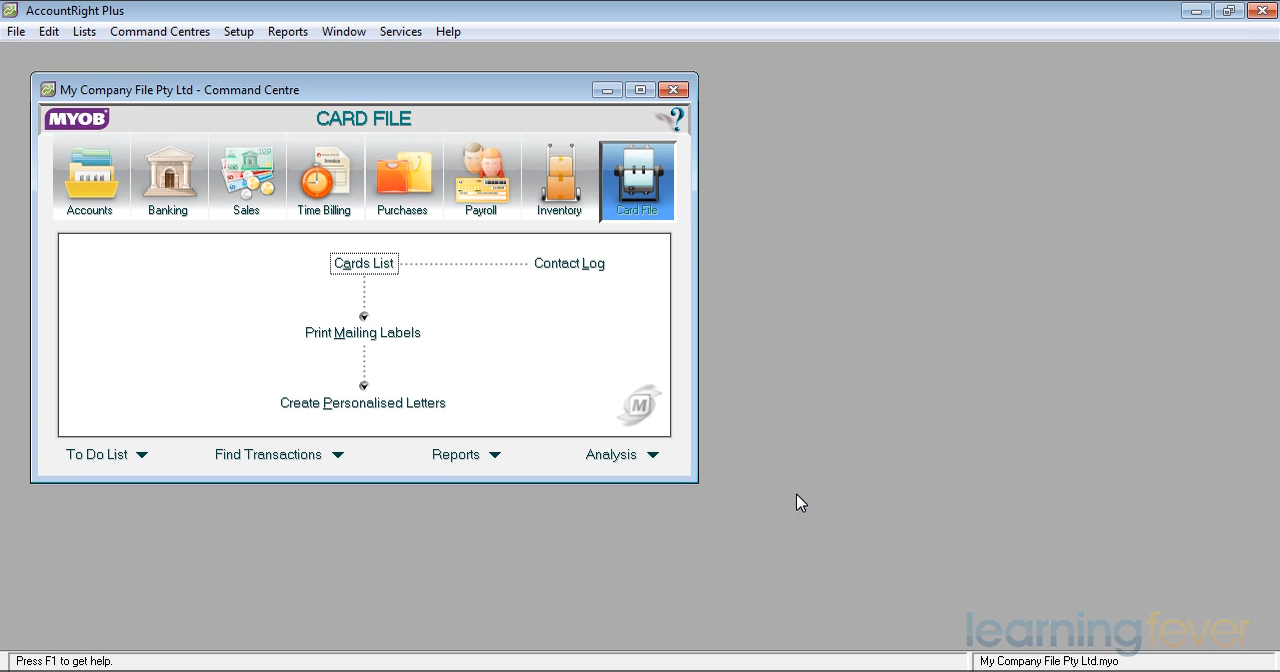 AccountRight Plus
File Edit Lists Command Centres Setup Reports Window Services Help
My Company File Pty Ltd - Command Centre
MYOB CARD FILE ?
Accounts Banking Sales Time Billing Purchases Payroll Inventory Card File
Cards List Contact Log
Print Mailing Labels
Create Personalised Letters
M
To Do List Find Transactions Reports Analysis
learningfever
Press F1 to get help. My Company File Pty Ltd.myo